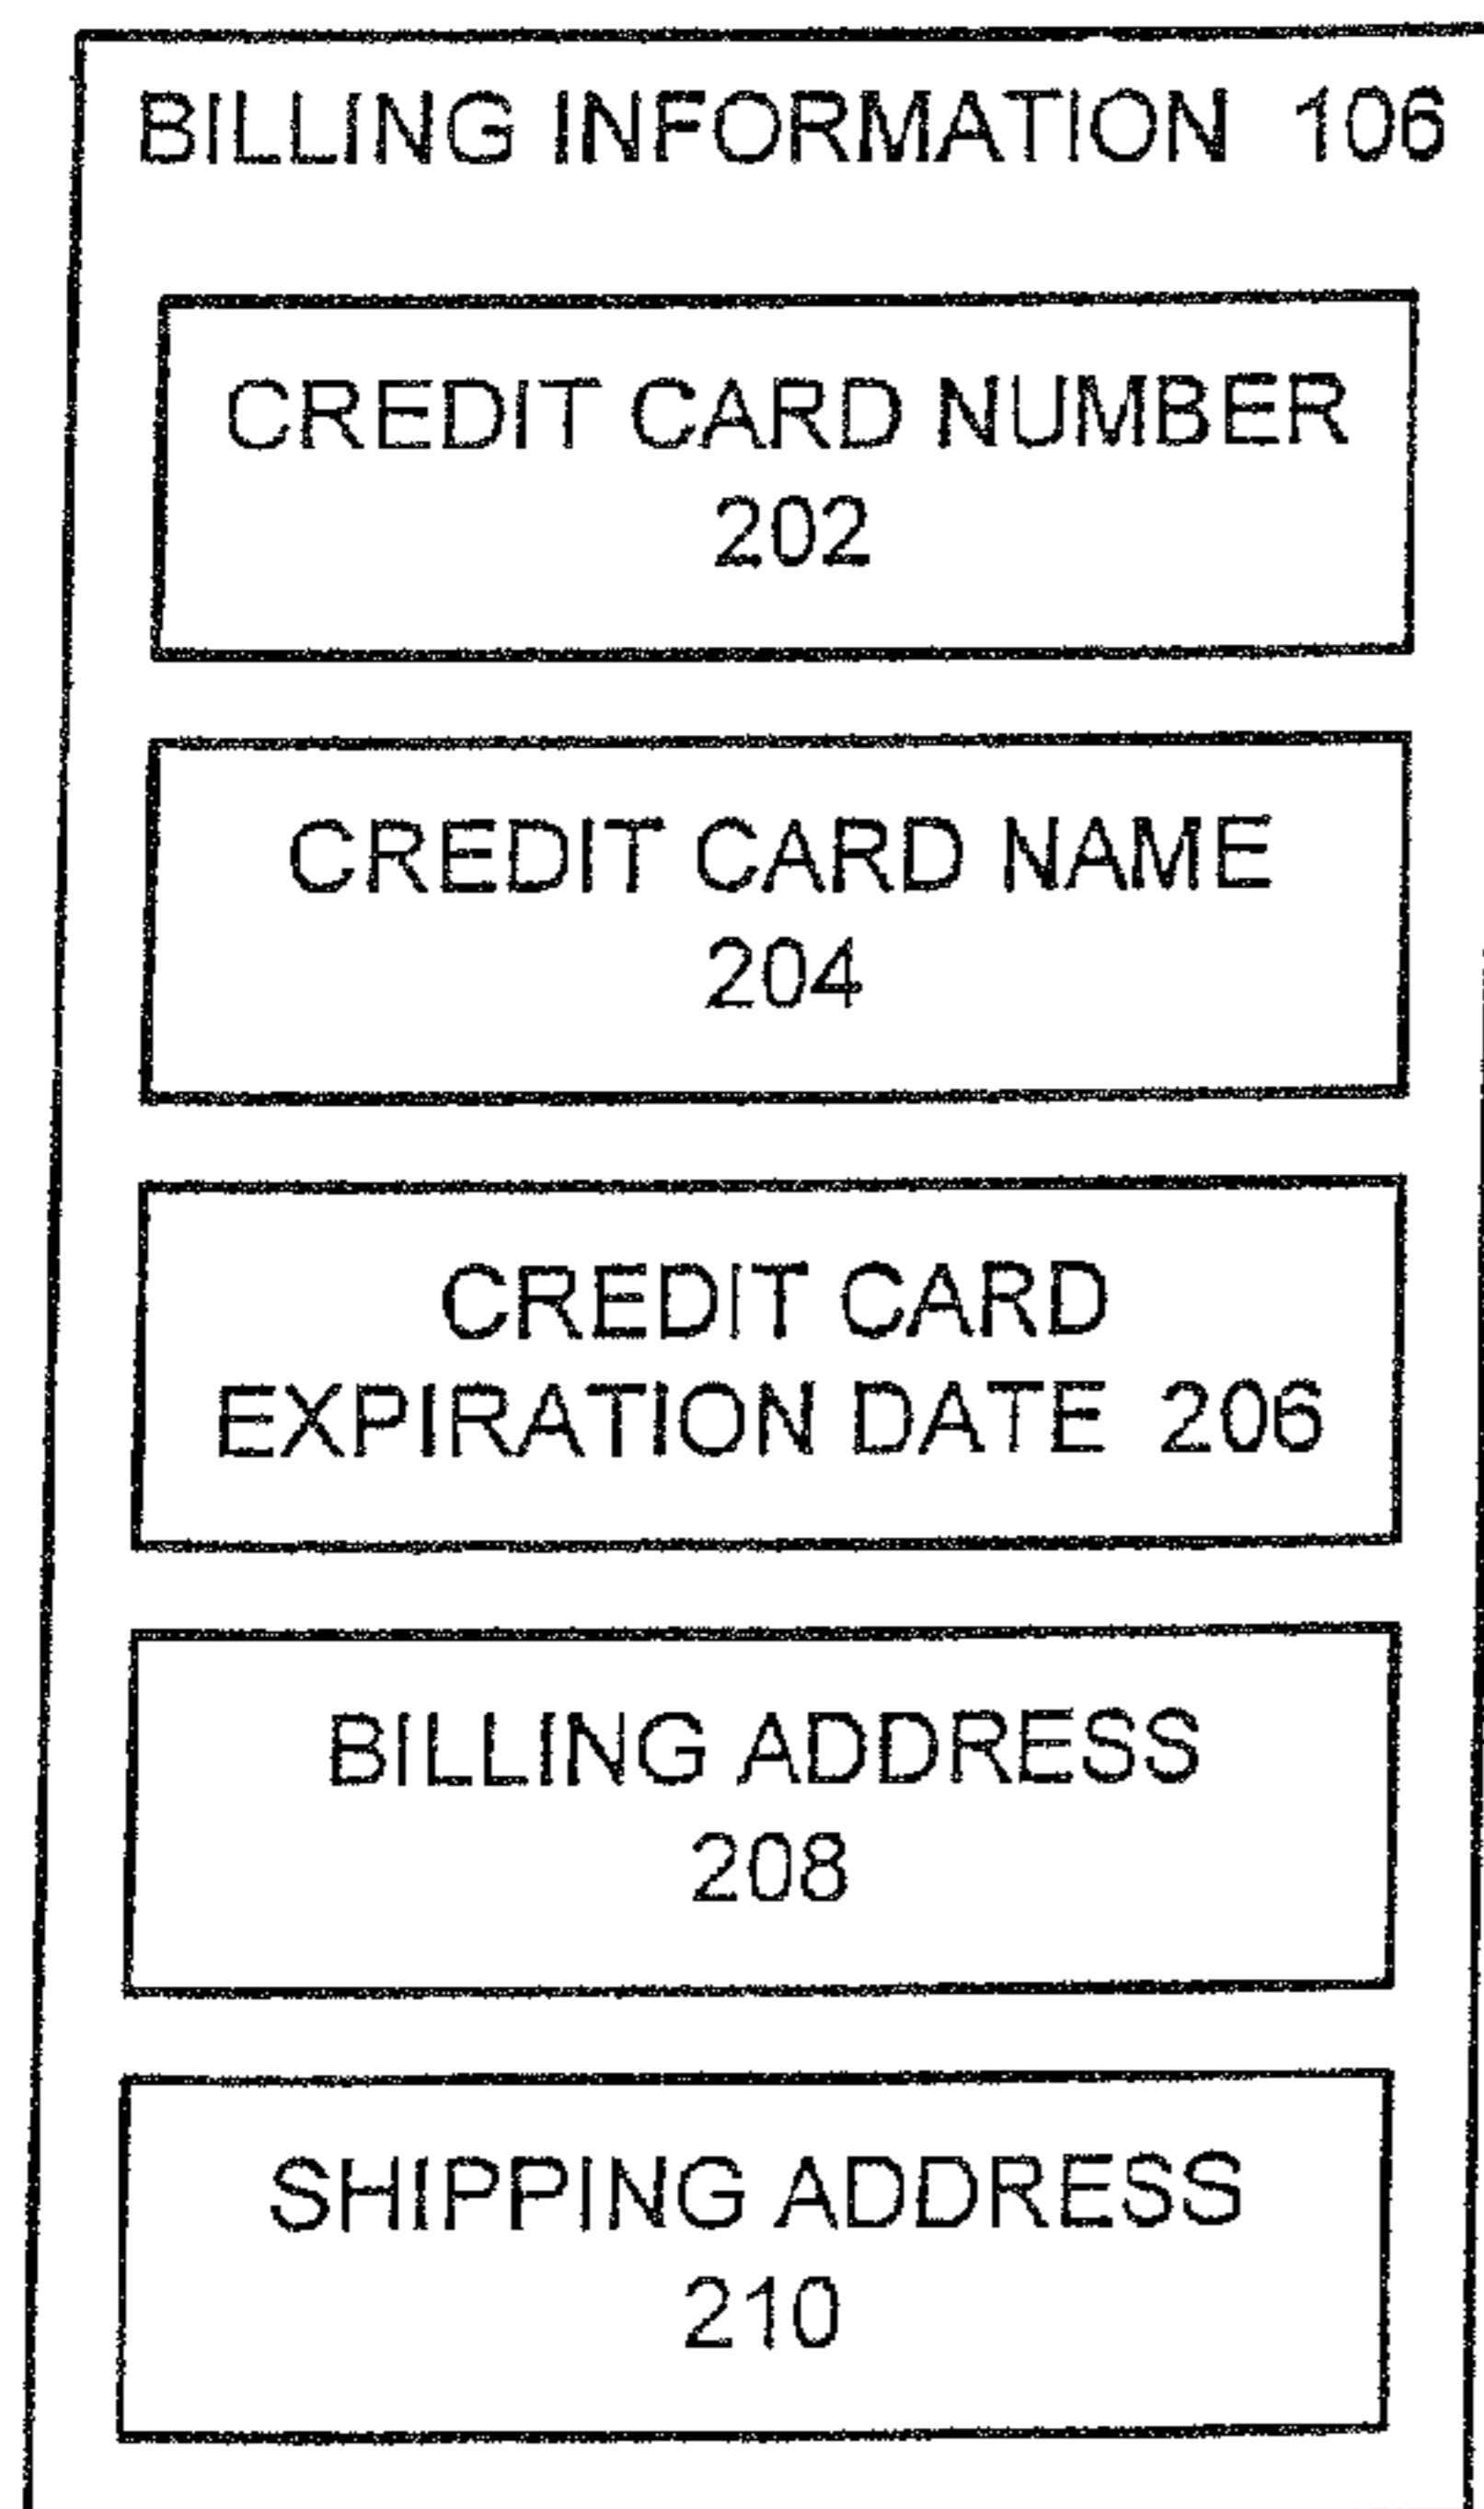 BILLING INFORMATION 106
CREDIT CARD NUMBER
202
CREDIT CARD NAME
204
CREDIT CARD
EXPIRATION DATE 206
BILLING ADDRESS
208
SHIPPING ADDRESS
210